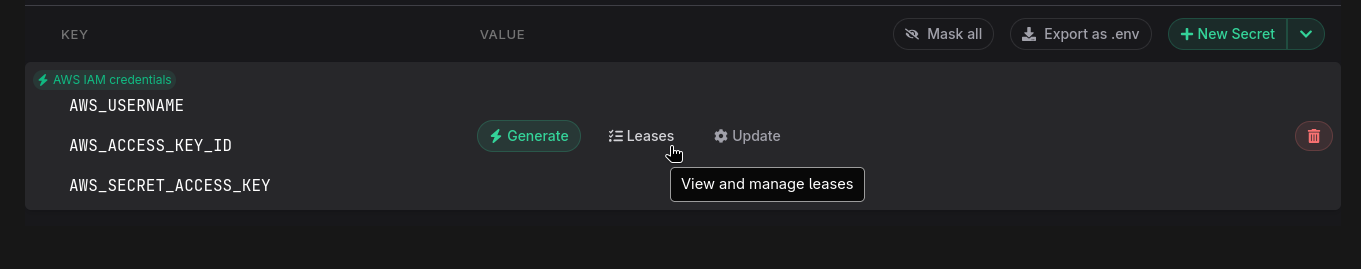 KEY VALUE Mask all Export as .env New Secret
AWS IAM credentials
AWS_USERNAME
AWS_ACCESS_KEY_ID Generate Leases Update
AWS_SECRET_ACCESS_KEY View and manage leases